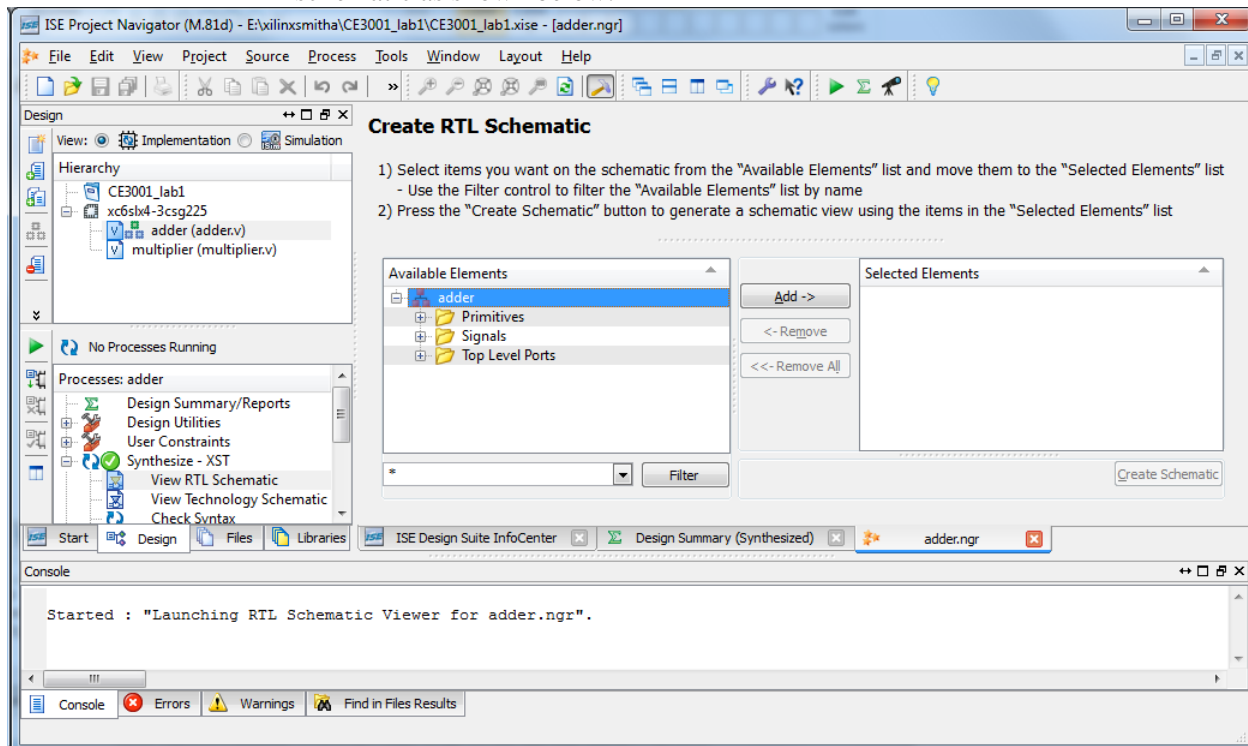 ISE Project Navigator (M.81d) - E:\xilinxsmitha\CE3001_lab1\CE3001_lab1.xise - [adder.ngr]
File Edit View Project Source Process Tools Window Layout Help
Design
View: Implementation Simulation
Hierarchy
CE3001_lab1
xc6slx4-3csg225
adder (adder.v)
multiplier (multiplier.v)
No Processes Running
Processes: adder
Design Summary/Reports
Design Utilities
User Constraints
Synthesize - XST
View RTL Schematic
View Technology Schematic
Check Syntax
Start Design Files Libraries
Create RTL Schematic
1) Select items you want on the schematic from the “Available Elements” list and move them to the “Selected Elements” list
- Use the Filter control to filter the “Available Elements” list by name
2) Press the “Create Schematic” button to generate a schematic view using the items in the “Selected Elements” list
Available Elements
adder
Primitives
Signals
Top Level Ports
* Filter
Add ->
<- Remove
<<- Remove All
Selected Elements
Create Schematic
ISE Design Suite InfoCenter Design Summary (Synthesized) adder.ngr
Console
Started : "Launching RTL Schematic Viewer for adder.ngr".
Console Errors Warnings Find in Files Results